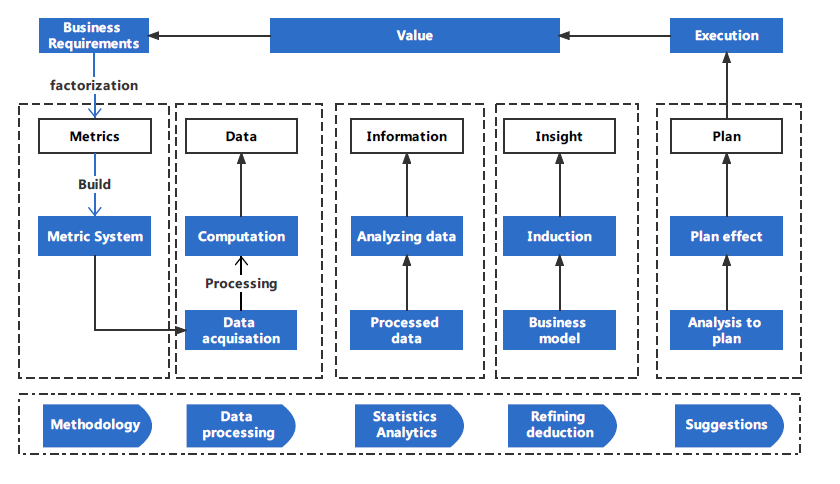 Business
Requirements
Value
Execution
factorization
Metrics
Data
Information
Insight
Plan
Build
Metric System
Computation
Analyzing data
Induction
Plan effect
Processing
Data
acquisation
Processed
data
Business
model
Analysis to
plan
Methodology
Data
processing
Statistics
Analytics
Refining
deduction
Suggestions